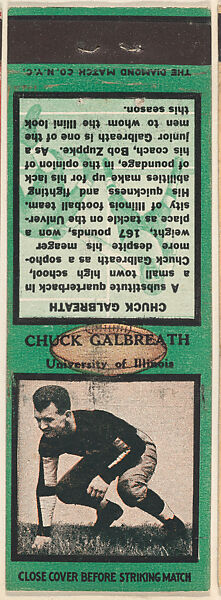 THE DIAMOND MATCH CO. N.Y.C.
CHUCK GALBREATH
A substitute quarterback in
a small town high school,
Chuck Galbreath as a sopho-
more despite his meager
weight, 167 pounds, won a
place as tackle on the Univer-
sity of Illinois football team.
His quickness and fighting
abilities make up for his lack
of poundage, in the opinion of
his coach, Bob Zuppke. As a
junior Galbreath is one of the
men to whom the Illini look
this season.
CHUCK GALBREATH
University of Illinois
CLOSE COVER BEFORE STRIKING MATCH